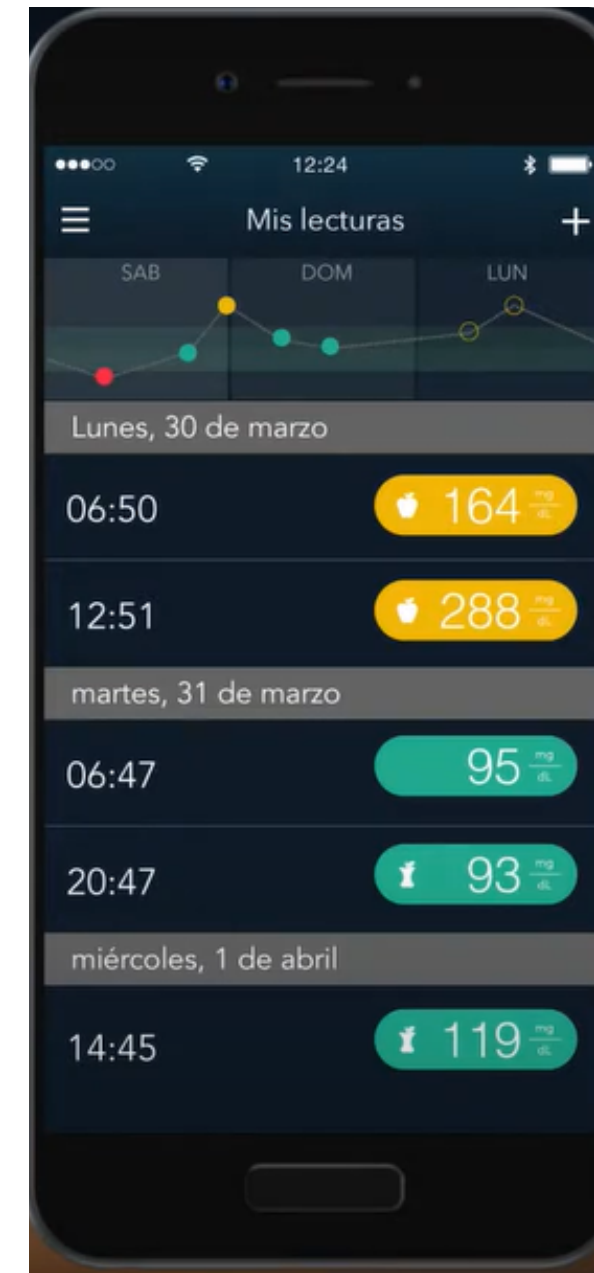 12:24
Mis lecturas
SAB DOM LUN
Lunes, 30 de marzo
06:50 164 mg/dL
12:51 288 mg/dL
martes, 31 de marzo
06:47 95 mg/dL
20:47 93 mg/dL
miércoles, 1 de abril
14:45 119 mg/dL